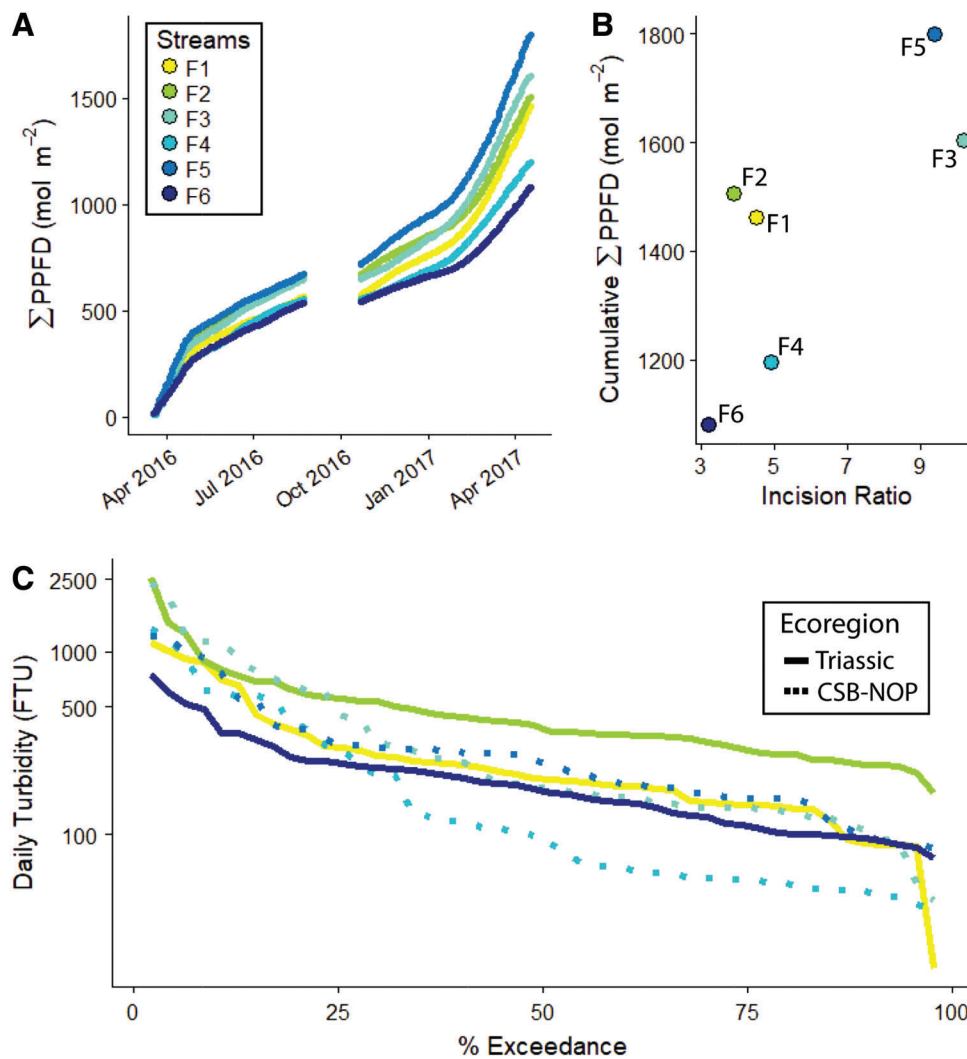 A
Streams
F1
F2
F3
F4
F5
F6
∑PPFD (mol m⁻²)
1500
1000
500
0
Apr 2016
Jul 2016
Oct 2016
Jan 2017
Apr 2017
B
Cumulative ∑PPFD (mol m⁻²)
1800
1600
1400
1200
F5
F3
F2
F1
F4
F6
3
5
7
9
Incision Ratio
C
Daily Turbidity (FTU)
2500
1000
500
100
Ecoregion
Triassic
CSB-NOP
0
25
50
75
100
% Exceedance